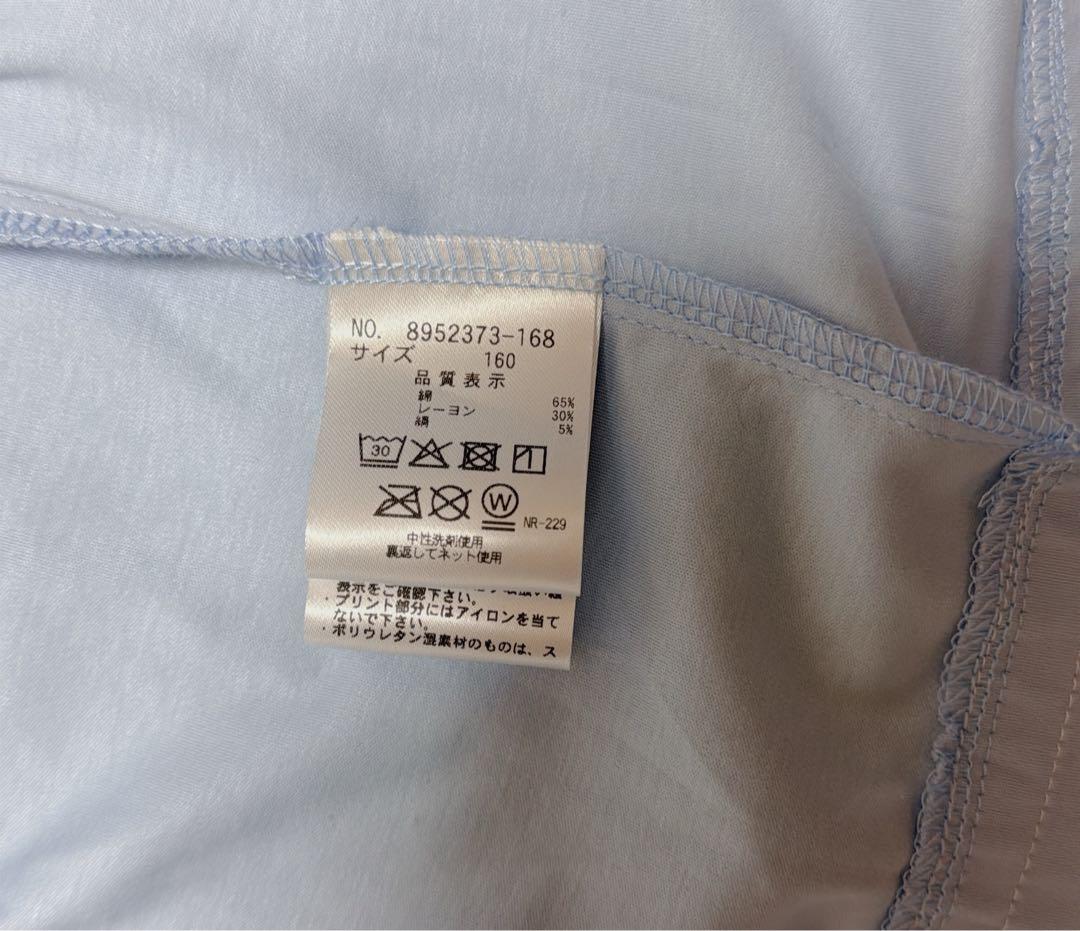 NO. 8952373-168
サイズ 160
品質表示
綿 65%
レーヨン 30%
絹 5%
30
W NR-229
中性洗剤使用
裏返してネット使用
表示をご確認下さい。
・プリント部分にはアイロンを当て
ないで下さい。
・ポリウレタン混素材のものは、ス